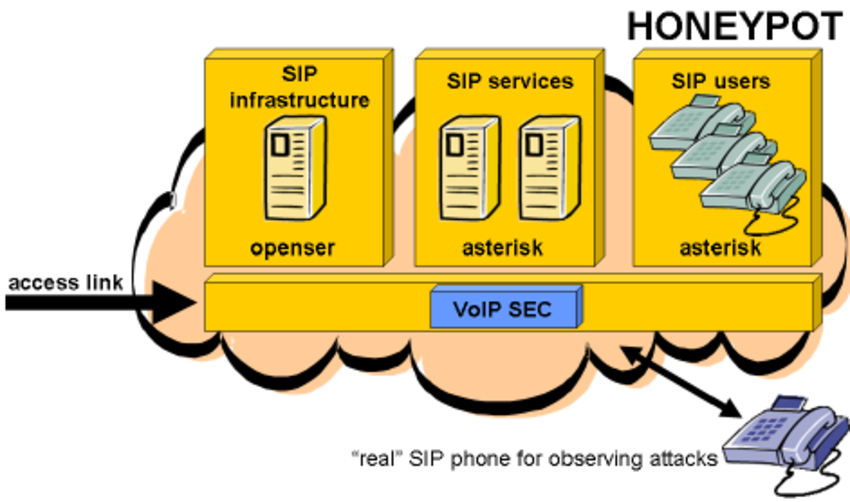 HONEYPOT
SIP
infrastructure
openser
SIP services
asterisk
SIP users
asterisk
access link
VoIP SEC
“real” SIP phone for observing attacks